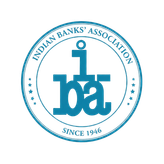 INDIAN BANKS' ASSOCIATION
iba
SINCE 1946